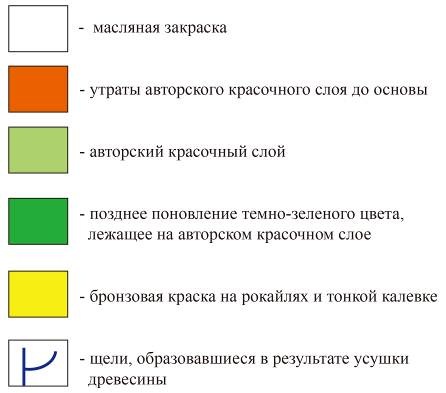 - масляная закраска
- утраты авторского красочного слоя до основы
- авторский красочный слой
- позднее поновление темно-зеленого цвета,
лежащее на авторском красочном слое
- бронзовая краска на рокайлях и тонкой калевке
- щели, образовавшиеся в результате усушки
древесины